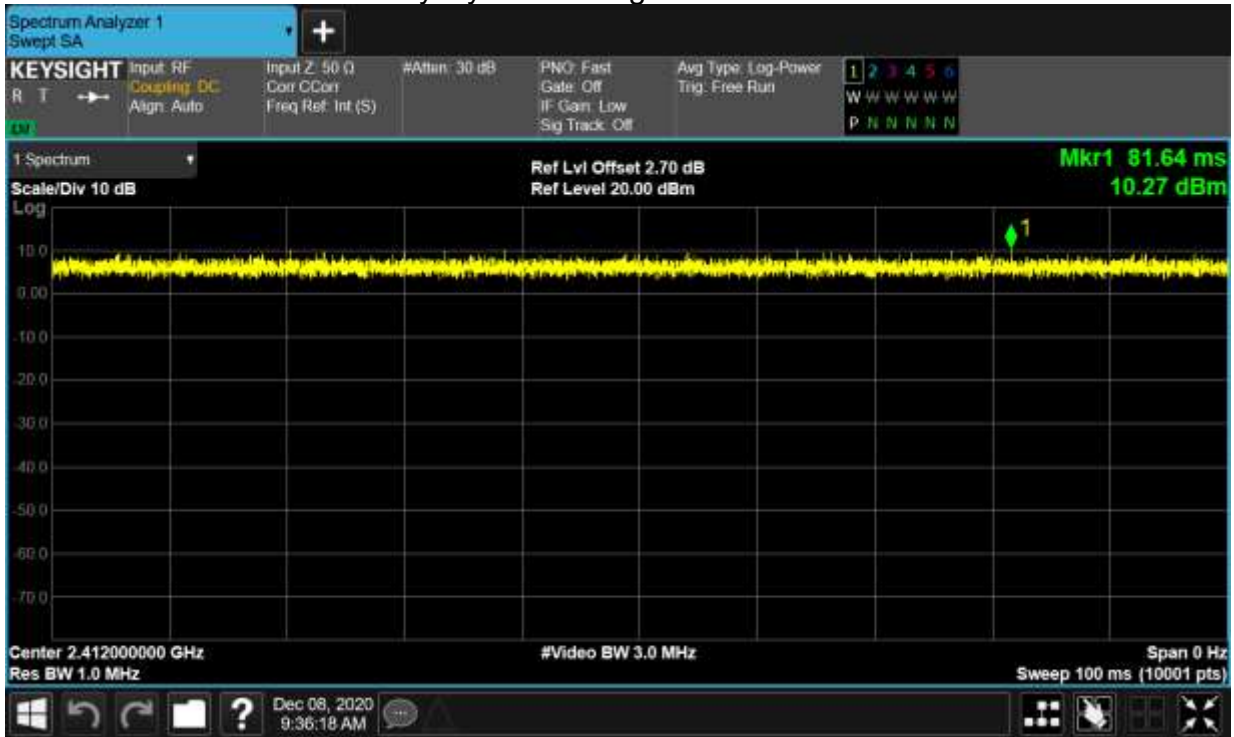 Spectrum Analyzer 1
Swept SA
+
KEYSIGHT
R T
Input: RF
Coupling: DC
Align: Auto
Input Z: 50 Ω
Corr CCorr
Freq Ref: Int (S)
#Atten: 30 dB
PNO: Fast
Gate: Off
IF Gain: Low
Sig Track: Off
Avg Type: Log-Power
Trig: Free Run
1 2 3 4 5 6
W W W W W W
P N N N N N
1 Spectrum
Scale/Div 10 dB
Log
Ref Lvl Offset 2.70 dB
Ref Level 20.00 dBm
Mkr1 81.64 ms
10.27 dBm
1
10.0
0.00
-10.0
-20.0
-30.0
-40.0
-50.0
-60.0
-70.0
Center 2.412000000 GHz
Res BW 1.0 MHz
#Video BW 3.0 MHz
Span 0 Hz
Sweep 100 ms (10001 pts)
?
Dec 08, 2020
9:36:18 AM